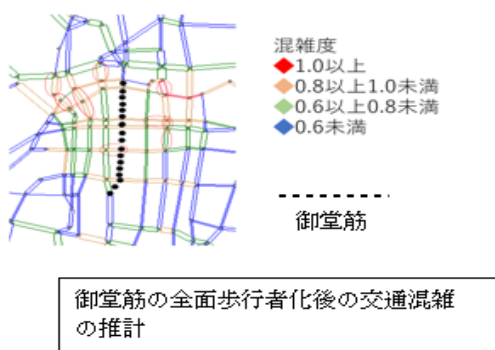 混雑度
1.0以上
0.8以上1.0未満
0.6以上0.8未満
0.6未満
御堂筋
御堂筋の全面歩行者化後の交通混雑
の推計